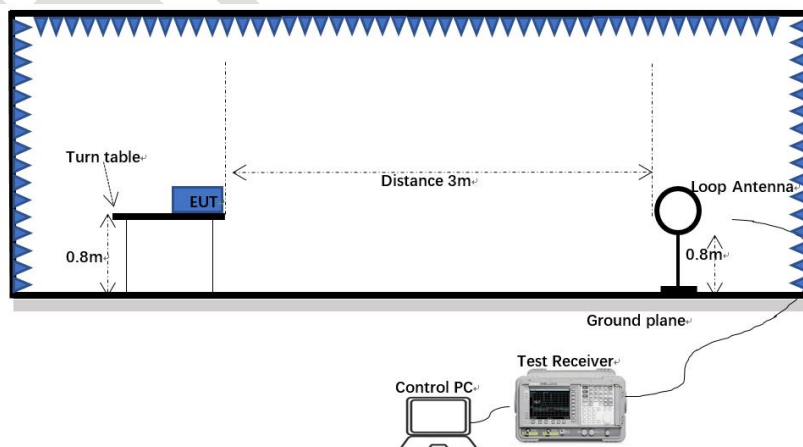 Turn table
EUT
Distance 3m
Loop Antenna
0.8m
0.8m
Ground plane
Test Receiver
Control PC